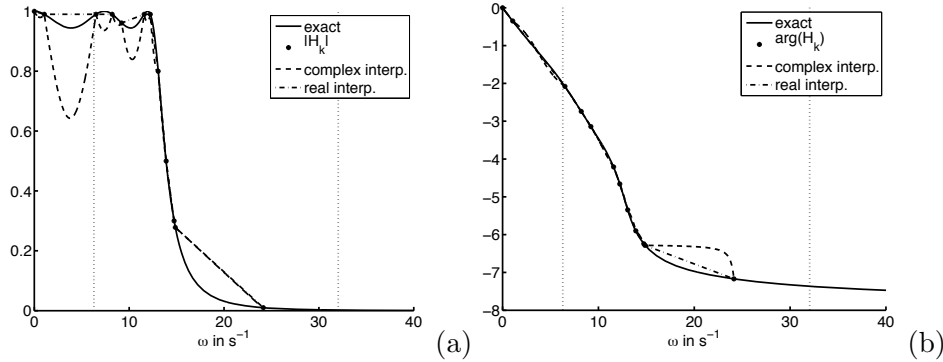 1
0.8
0.6
0.4
0.2
0
0 10 20 30 40
ω in s⁻¹
exact
|H_k|
complex interp.
real interp.
(a)
0
−1
−2
−3
−4
−5
−6
−7
−8
0 10 20 30 40
ω in s⁻¹
exact
arg(H_k)
complex interp.
real interp.
(b)